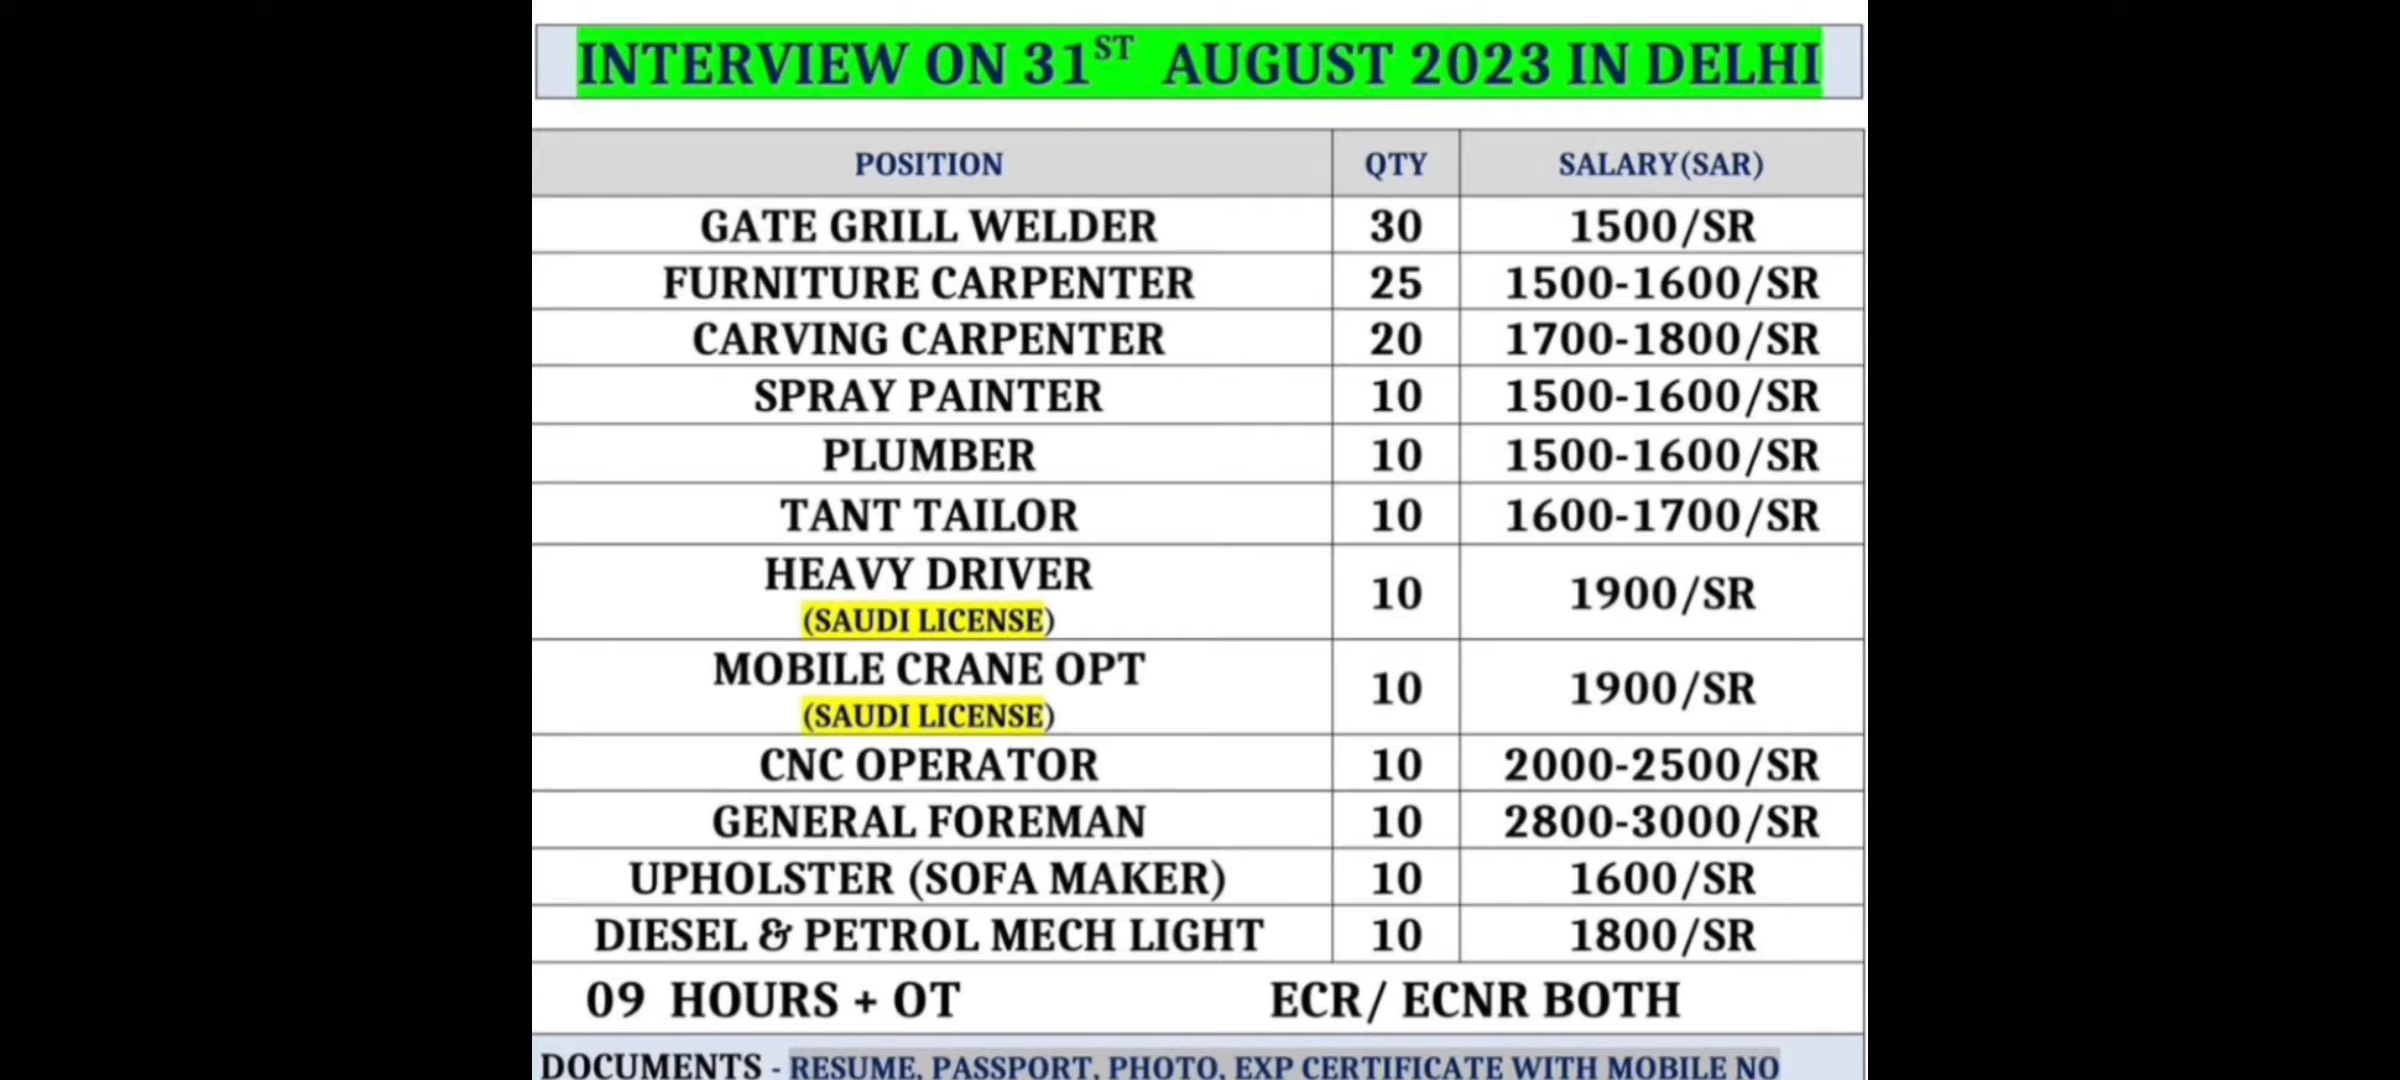 INTERVIEW ON 31ST AUGUST 2023 IN DELHI
POSITION QTY SALARY(SAR)
GATE GRILL WELDER 30 1500/SR
FURNITURE CARPENTER 25 1500-1600/SR
CARVING CARPENTER 20 1700-1800/SR
SPRAY PAINTER 10 1500-1600/SR
PLUMBER 10 1500-1600/SR
TANT TAILOR 10 1600-1700/SR
HEAVY DRIVER
(SAUDI LICENSE) 10 1900/SR
MOBILE CRANE OPT
(SAUDI LICENSE) 10 1900/SR
CNC OPERATOR 10 2000-2500/SR
GENERAL FOREMAN 10 2800-3000/SR
UPHOLSTER (SOFA MAKER) 10 1600/SR
DIESEL & PETROL MECH LIGHT 10 1800/SR
09 HOURS + OT ECR/ ECNR BOTH
DOCUMENTS - RESUME, PASSPORT, PHOTO, EXP CERTIFICATE WITH MOBILE NO